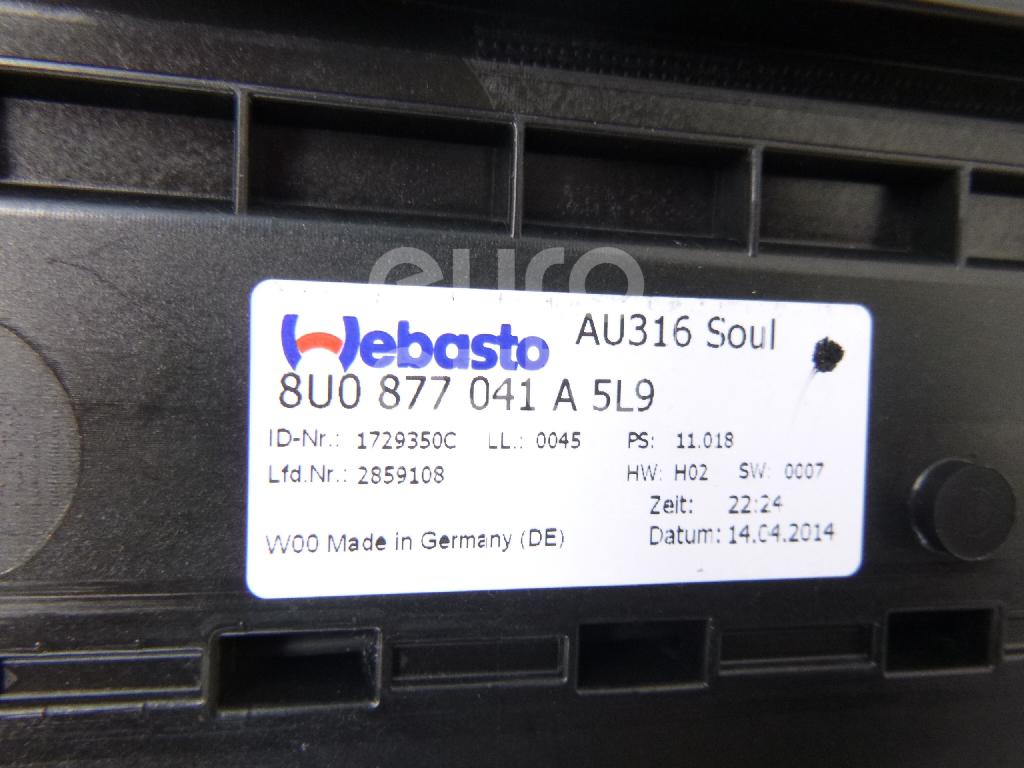 euro
Webasto AU316 Soul
8U0 877 041 A 5L9
ID-Nr.: 1729350C LL.: 0045 PS: 11.018
Lfd.Nr.: 2859108 HW: H02 SW: 0007
Zeit: 22:24
W00 Made in Germany (DE) Datum: 14.04.2014